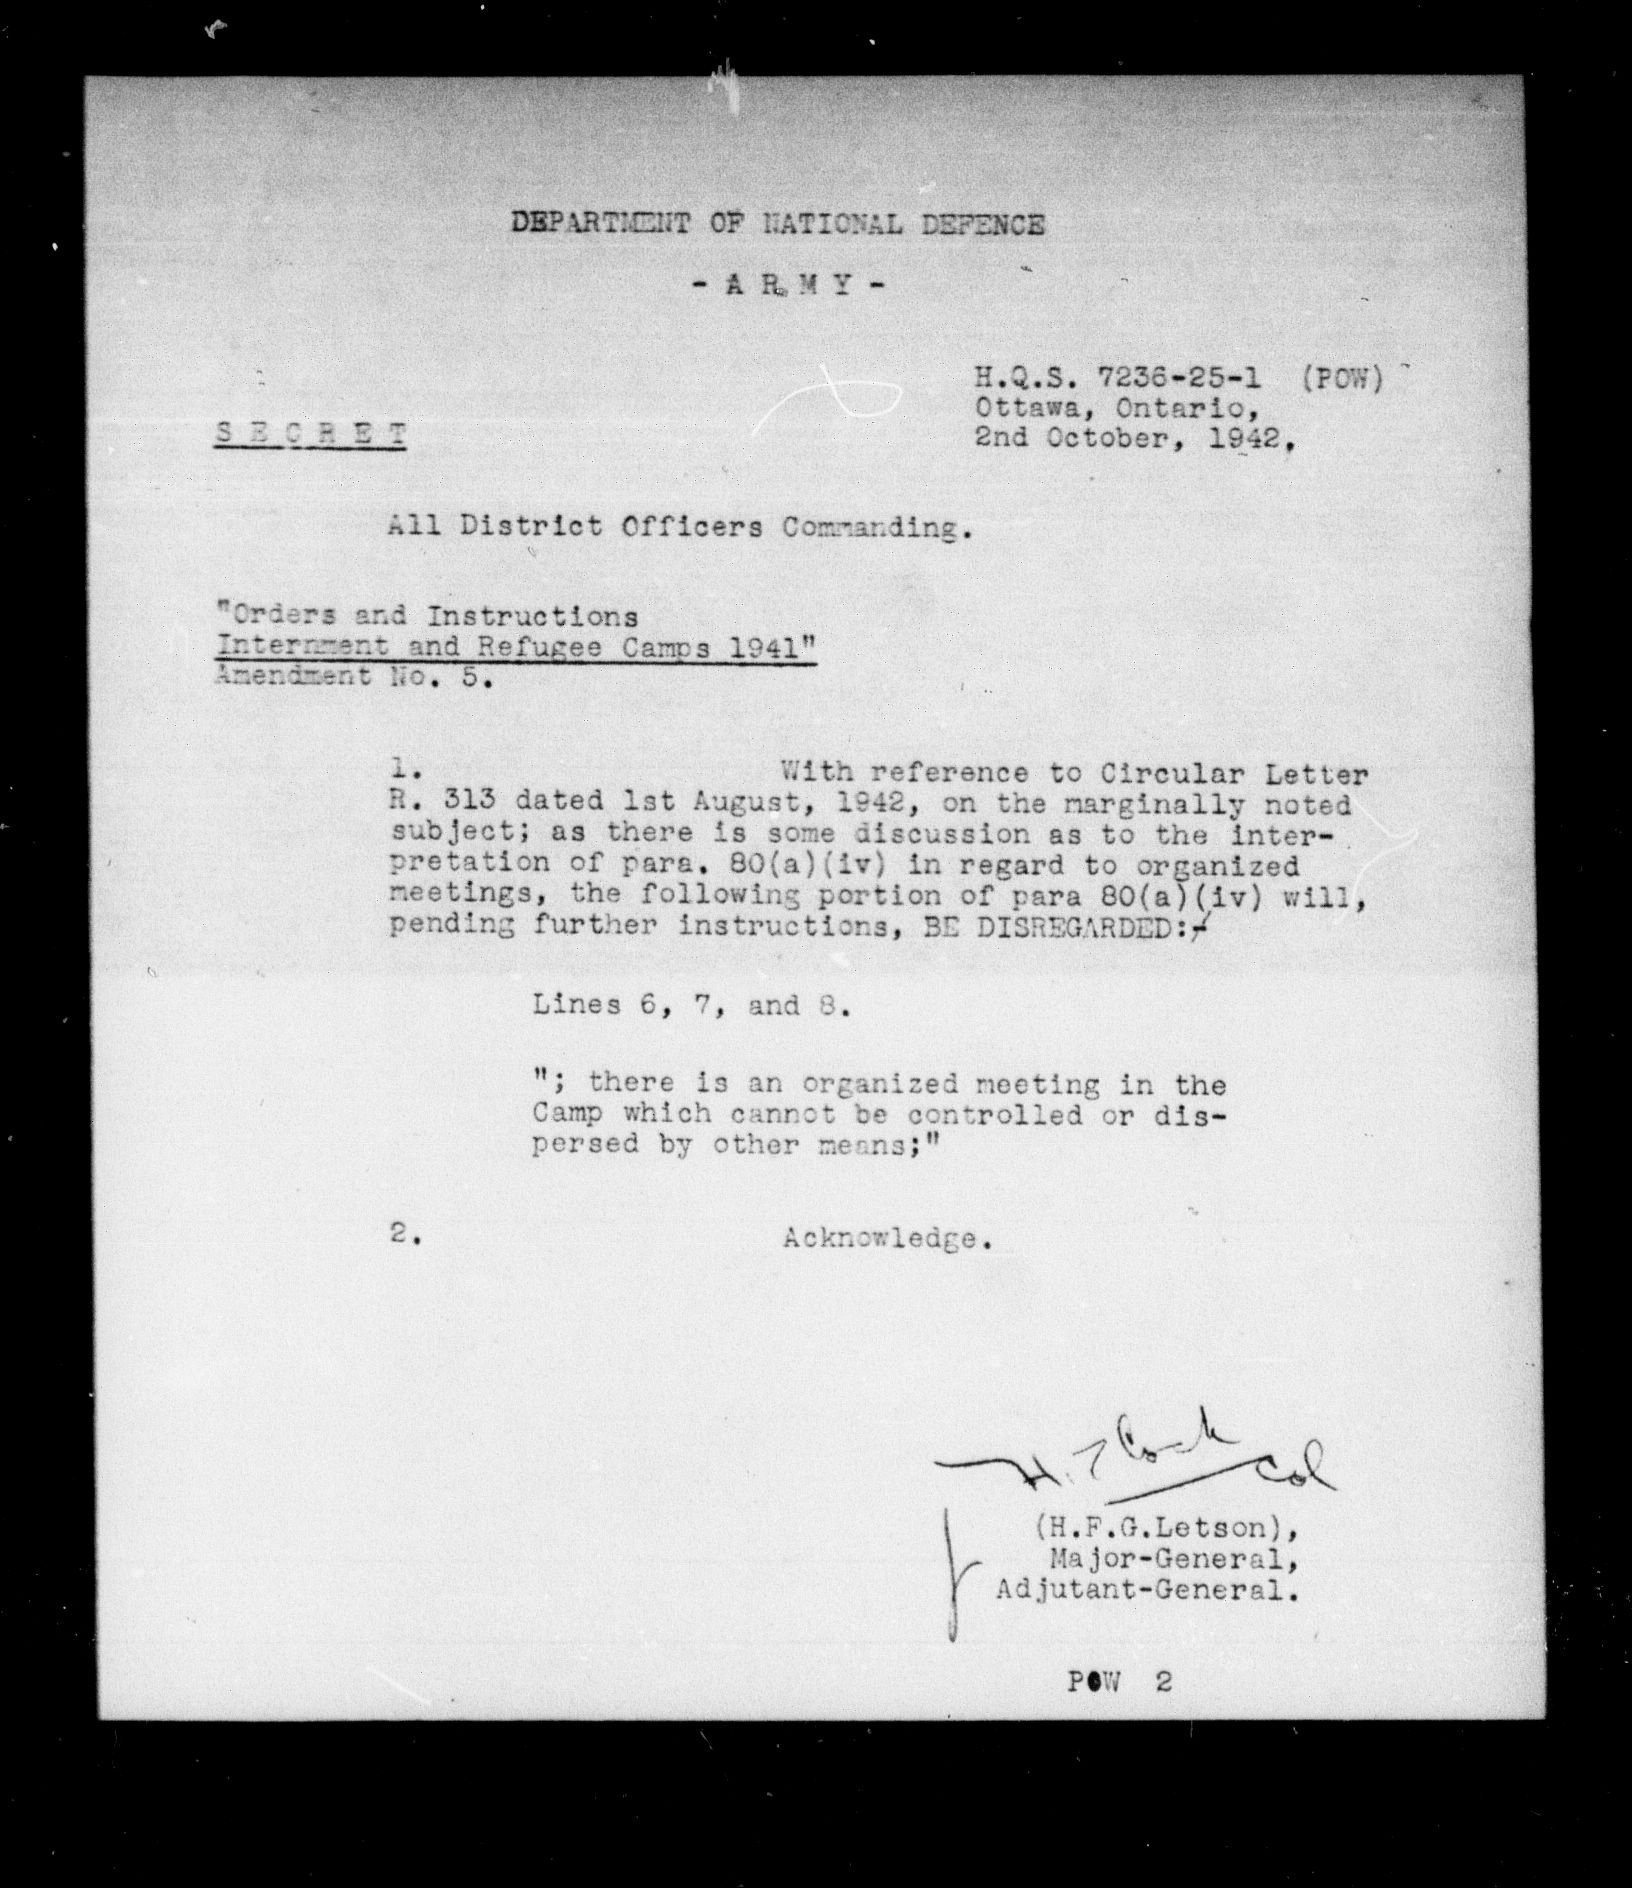 DEPARTMENT OF NATIONAL DEFENCE
- A R M Y -
H.Q.S. 7236-25-1 (POW)
Ottawa, Ontario,
2nd October, 1942.
S E C R E T
All District Officers Commanding.
"Orders and Instructions
Internment and Refugee Camps 1941"
Amendment No. 5.
1. With reference to Circular Letter
R. 313 dated 1st August, 1942, on the marginally noted
subject; as there is some discussion as to the inter-
pretation of para. 80(a)(iv) in regard to organized
meetings, the following portion of para 80(a)(iv) will,
pending further instructions, BE DISREGARDED:-
Lines 6, 7, and 8.
"; there is an organized meeting in the
Camp which cannot be controlled or dis-
persed by other means;"
2. Acknowledge.
Col
(H.F.G.Letson),
Major-General,
Adjutant-General.
POW 2